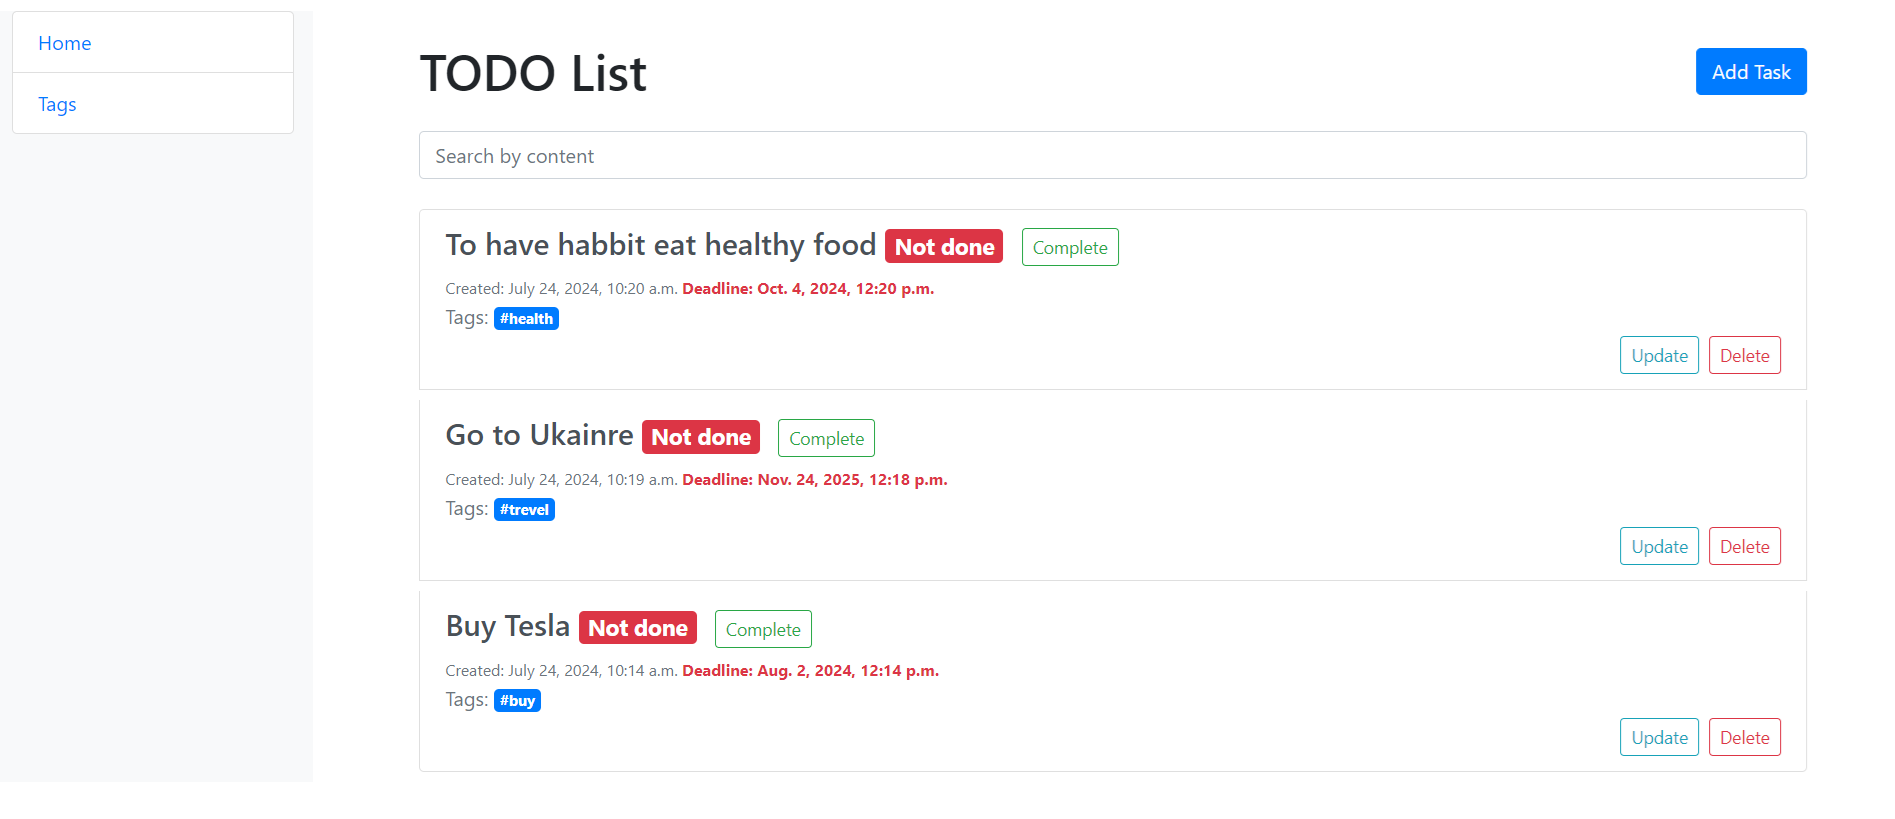 Home
Tags
TODO List
Add Task
Search by content
To have habbit eat healthy food Not done Complete
Created: July 24, 2024, 10:20 a.m. Deadline: Oct. 4, 2024, 12:20 p.m.
Tags: #health
Update Delete
Go to Ukainre Not done Complete
Created: July 24, 2024, 10:19 a.m. Deadline: Nov. 24, 2025, 12:18 p.m.
Tags: #trevel
Update Delete
Buy Tesla Not done Complete
Created: July 24, 2024, 10:14 a.m. Deadline: Aug. 2, 2024, 12:14 p.m.
Tags: #buy
Update Delete